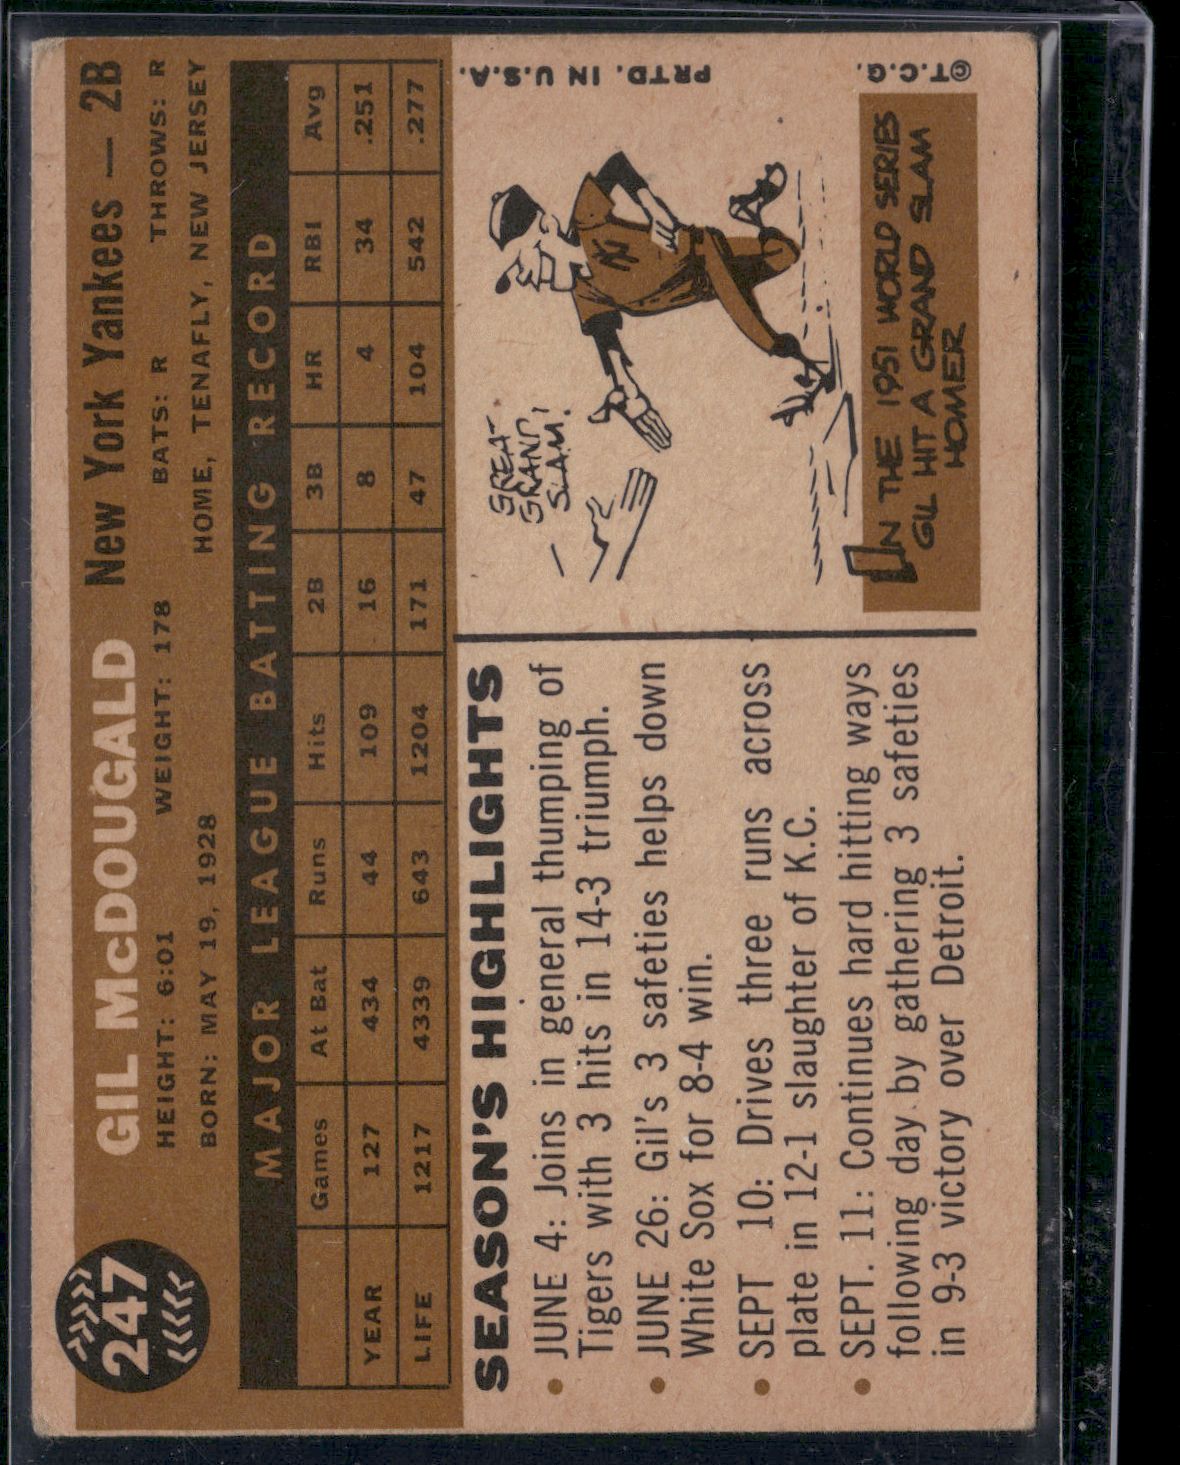 247
GIL McDOUGALD New York Yankees — 2B
HEIGHT: 6:01 WEIGHT: 178 BATS: R THROWS: R
BORN: MAY 19, 1928 HOME, TENAFLY, NEW JERSEY
MAJOR LEAGUE BATTING RECORD
Games At Bat Runs Hits 2B 3B HR RBI Avg
YEAR 127 434 44 109 16 8 4 34 .251
LIFE 1217 4339 643 1204 171 47 104 542 .277
SEASON'S HIGHLIGHTS
• JUNE 4: Joins in general thumping of
Tigers with 3 hits in 14-3 triumph.
• JUNE 26: Gil's 3 safeties helps down
White Sox for 8-4 win.
• SEPT 10: Drives three runs across
plate in 12-1 slaughter of K.C.
• SEPT. 11: Continues hard hitting ways
following day by gathering 3 safeties
in 9-3 victory over Detroit.
GREAT
GRAND
SLAM!
NY
IN THE 1951 WORLD SERIES
GIL HIT A GRAND SLAM
HOMER
©T.C.G. PRTD. IN U.S.A.